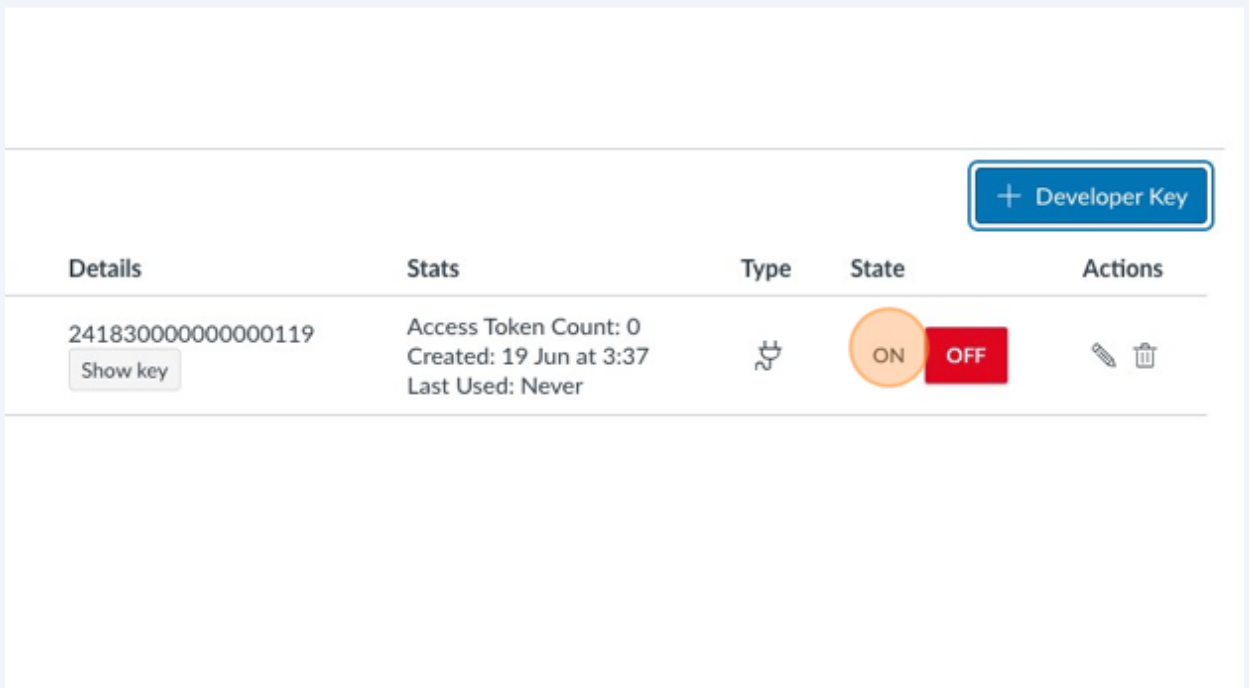 + Developer Key
Details Stats Type State Actions
241830000000000119
Show key
Access Token Count: 0
Created: 19 Jun at 3:37
Last Used: Never
ON OFF